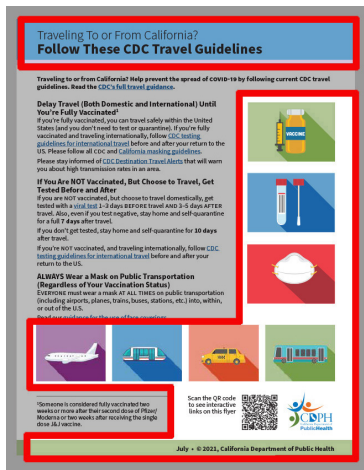 Traveling To or From California?
Follow These CDC Travel Guidelines
Traveling to or from California? Help prevent the spread of COVID-19 by following current CDC travel
guidelines. Read the CDC's full travel guidance.
Delay Travel (Both Domestic and International) Until
You're Fully Vaccinated¹
If you're fully vaccinated, you can travel safely within the United
States (and you don't need to test or quarantine). If you're fully
vaccinated and traveling internationally, follow CDC testing
guidelines for international travel before and after your return to the
US. Please follow all CDC and California masking guidelines.
Please stay informed of CDC Destination Travel Alerts that will warn
you about high transmission rates in an area.
If You Are NOT Vaccinated, But Choose to Travel, Get
Tested Before and After
If you are NOT vaccinated, but choose to travel domestically, get
tested with a viral test 1–3 days BEFORE travel AND 3–5 days AFTER
travel. Also, even if you test negative, stay home and self-quarantine
for a full 7 days after travel.
If you don't get tested, stay home and self-quarantine for 10 days
after travel.
If you're NOT vaccinated, and traveling internationally, follow CDC
testing guidelines for international travel before and after your
return to the US.
ALWAYS Wear a Mask on Public Transportation
(Regardless of Your Vaccination Status)
EVERYONE must wear a mask AT ALL TIMES on public transportation
(including airports, planes, trains, buses, stations, etc.) into, within,
or out of the U.S.
Read our guidance for the use of face coverings.
VACCINE
¹Someone is considered fully vaccinated two
weeks or more after their second dose of Pfizer/
Moderna or two weeks after receiving the single
dose J&J vaccine.
Scan the QR code
to see interactive
links on this flyer
CDPH
PublicHealth
July • © 2021, California Department of Public Health